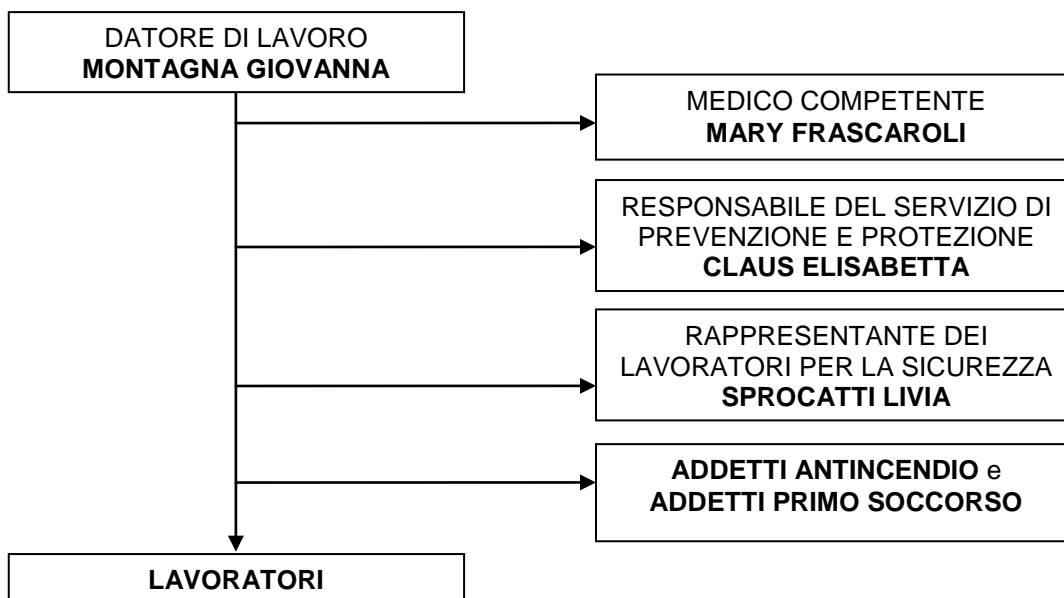 DATORE DI LAVORO
MONTAGNA GIOVANNA
MEDICO COMPETENTE
MARY FRASCAROLI
RESPONSABILE DEL SERVIZIO DI
PREVENZIONE E PROTEZIONE
CLAUS ELISABETTA
RAPPRESENTANTE DEI
LAVORATORI PER LA SICUREZZA
SPROCATTI LIVIA
ADDETTI ANTINCENDIO e
ADDETTI PRIMO SOCCORSO
LAVORATORI